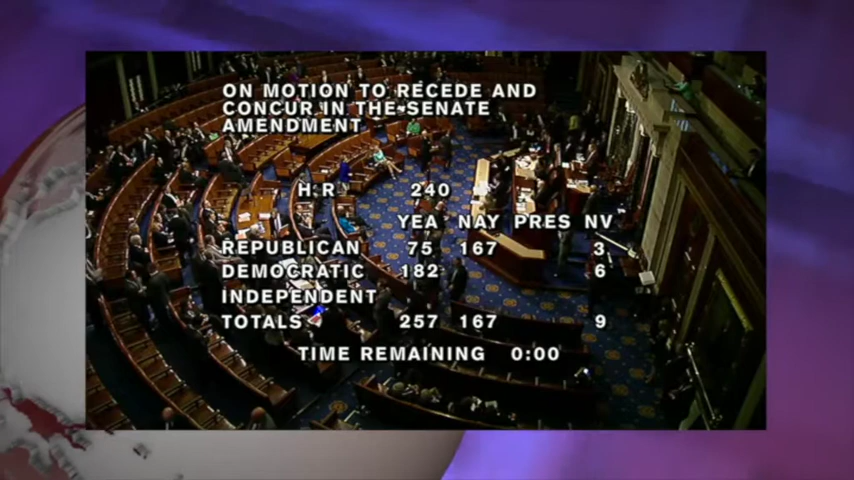 ON MOTION TO RECEDE AND
CONCUR IN THE SENATE
AMENDMENT
H R 240
YEA NAY PRES NV
REPUBLICAN 75 167 3
DEMOCRATIC 182 6
INDEPENDENT
TOTALS 257 167 9
TIME REMAINING 0:00